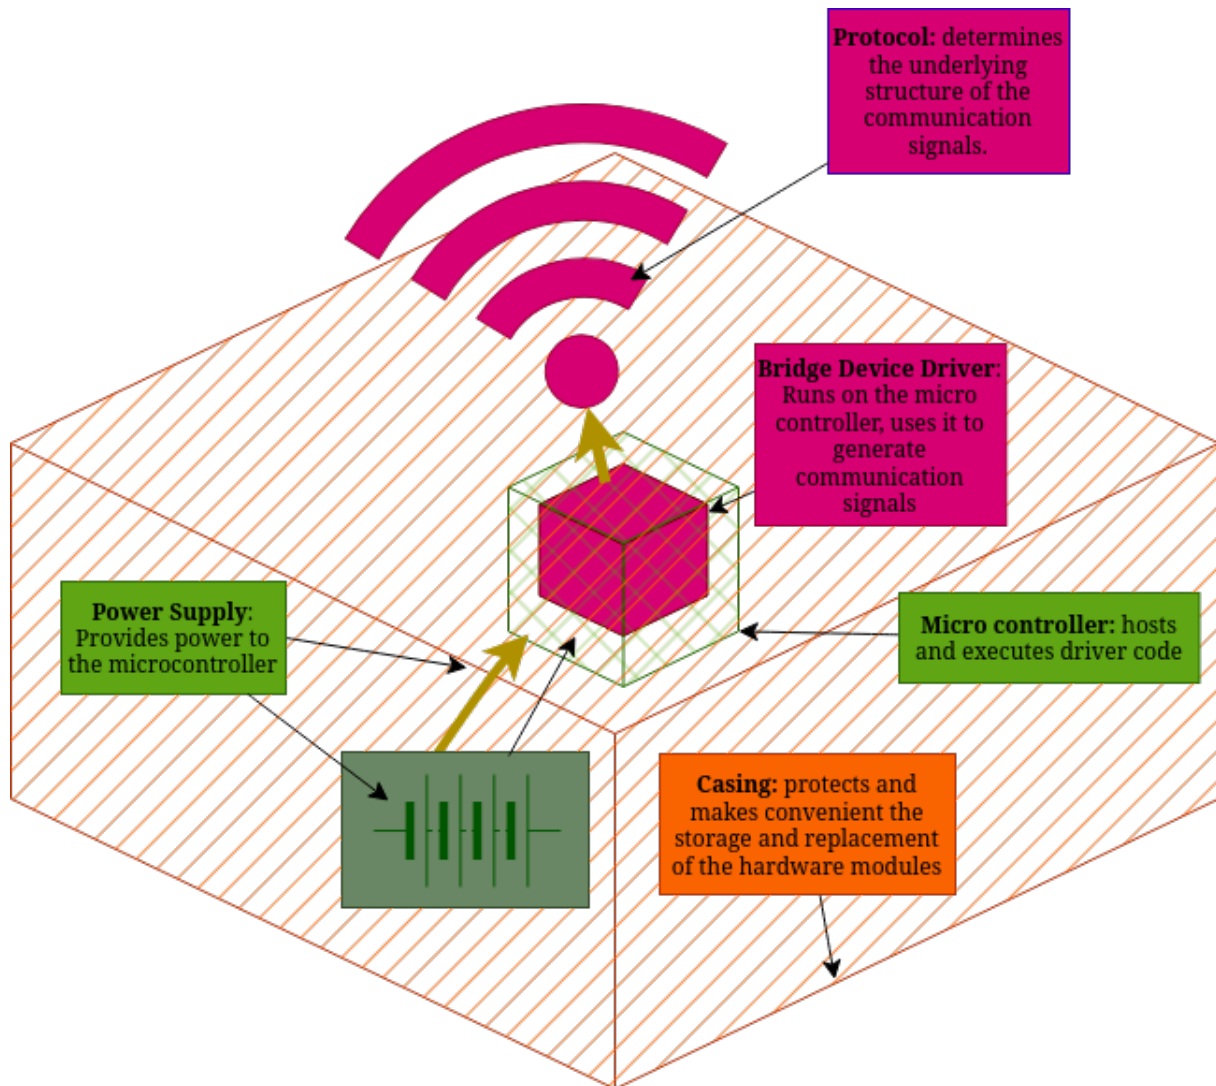 Protocol: determines
the underlying
structure of the
communication
signals.
Bridge Device Driver:
Runs on the micro
controller, uses it to
generate
communication
signals
Power Supply:
Provides power to
the microcontroller
Micro controller: hosts
and executes driver code
Casing: protects and
makes convenient the
storage and replacement
of the hardware modules